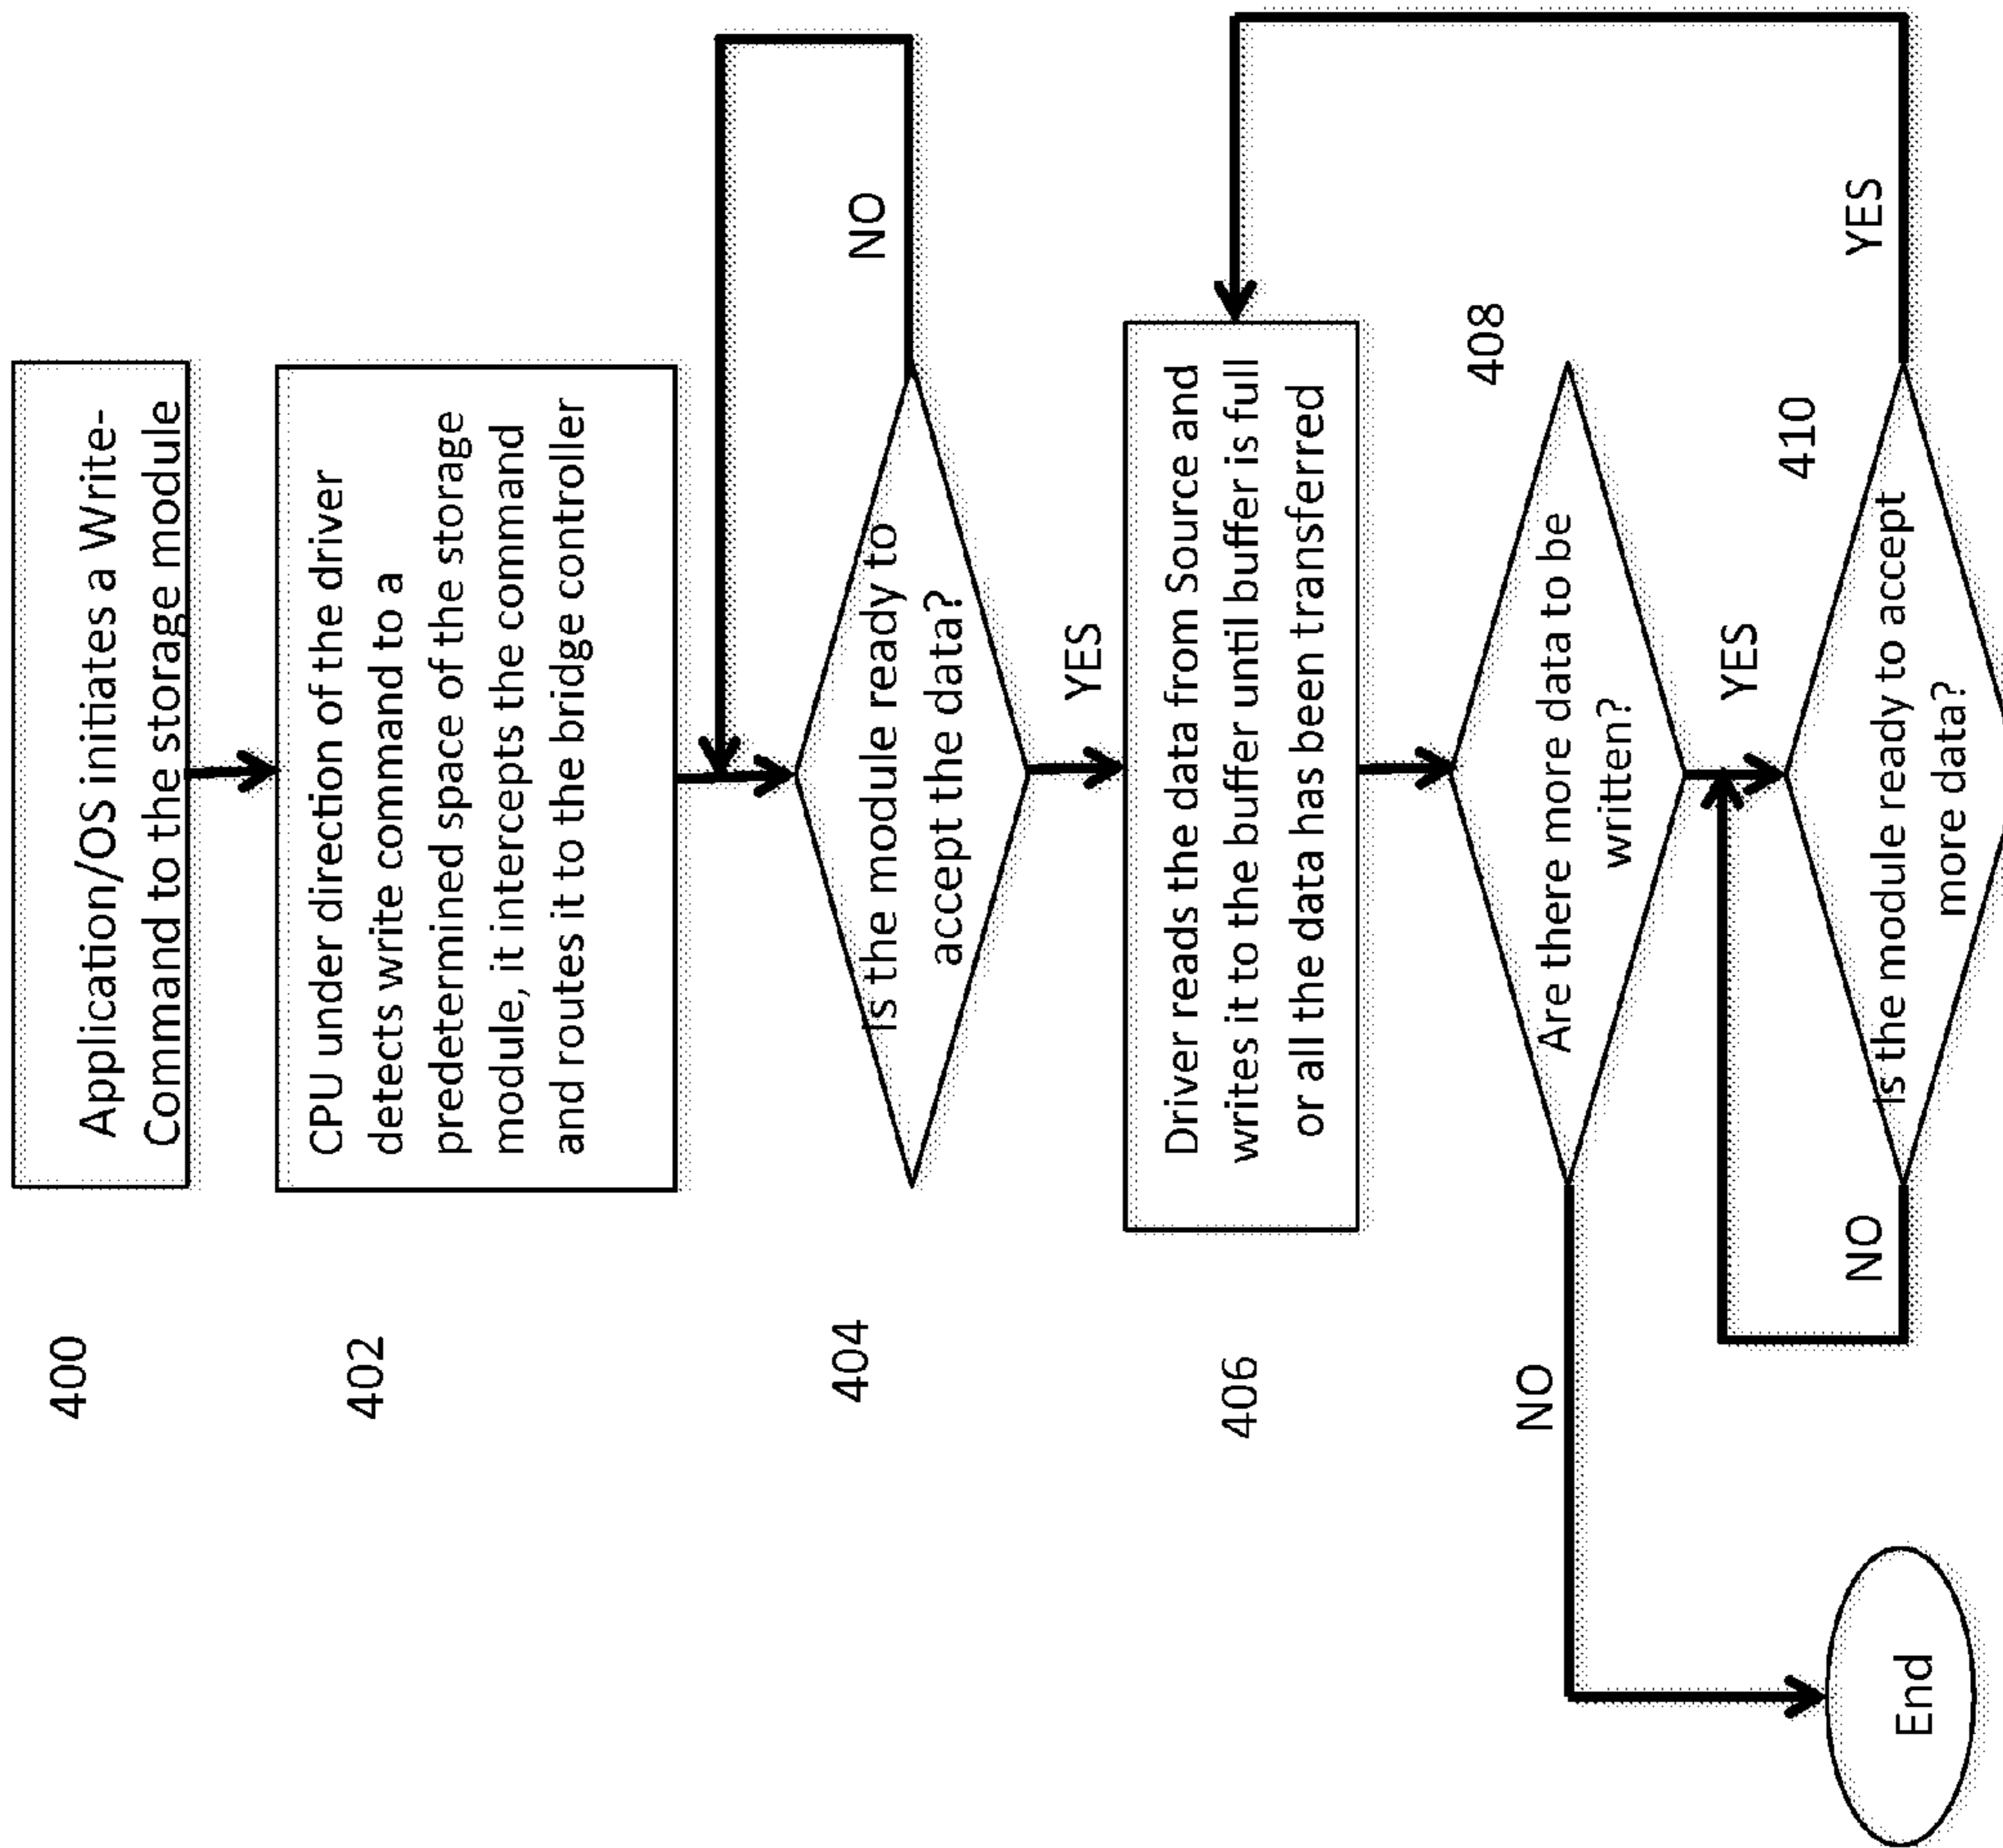 400
Application/OS initiates a Write-
Command to the storage module
402
CPU under direction of the driver
detects write command to a
predetermined space of the storage
module, it intercepts the command
and routes it to the bridge controller
404
is the module ready to
accept the data?
NO
YES
406
Driver reads the data from Source and
writes it to the buffer until buffer is full
or all the data has been transferred
408
Are there more data to be
written?
NO
YES
410
is the module ready to accept
more data?
NO
YES
End